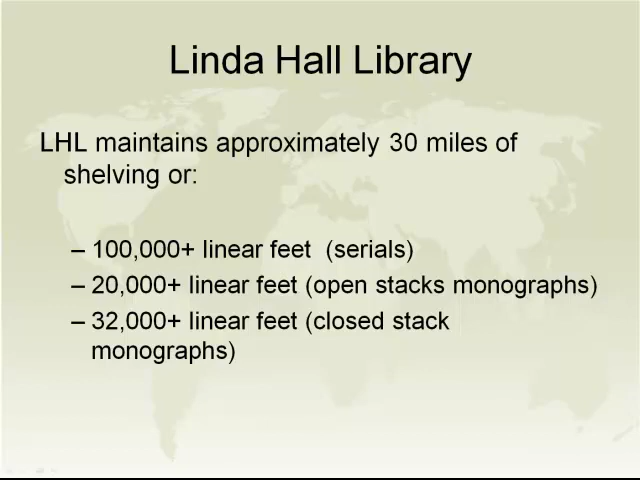 Linda Hall Library
LHL maintains approximately 30 miles of
shelving or:
– 100,000+ linear feet (serials)
– 20,000+ linear feet (open stacks monographs)
– 32,000+ linear feet (closed stack
monographs)